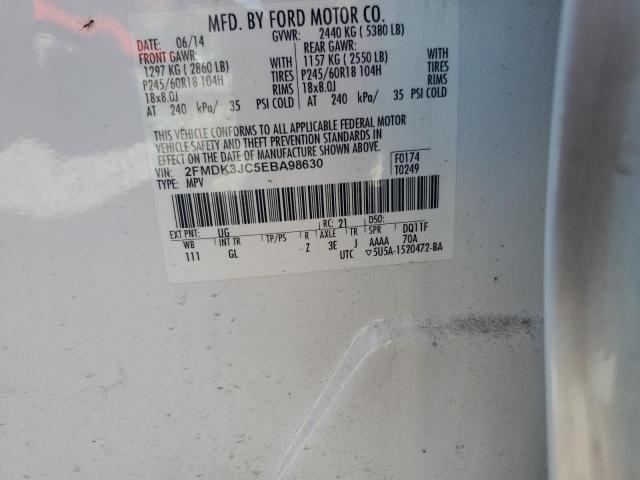 MFD. BY FORD MOTOR CO.
DATE: 06/14 GVWR: 2440 KG (5380 LB)
FRONT GAWR: REAR GAWR:
1297 KG (2860 LB) WITH 1157 KG (2550 LB) WITH
P245/60R18 104H TIRES P245/60R18 104H TIRES
18x8.0J RIMS 18x8.0J RIMS
AT 240 kPa/ 35 PSI COLD AT 240 kPa/ 35 PSI COLD
THIS VEHICLE CONFORMS TO ALL APPLICABLE FEDERAL MOTOR
VEHICLE SAFETY AND THEFT PREVENTION STANDARDS IN
EFFECT ON THE DATE OF MANUFACTURE SHOWN ABOVE.
VIN: 2FMDK3JC5EBA98630 F0174
TYPE: MPV T0249
EXT PNT: UG RC: 21 DSO:
WB INT TR TP/PS R AXLE TR SPR DQ11F
111 GL Z 3E J AAAA 70A
UTC ▽5U5A-1520472-BA